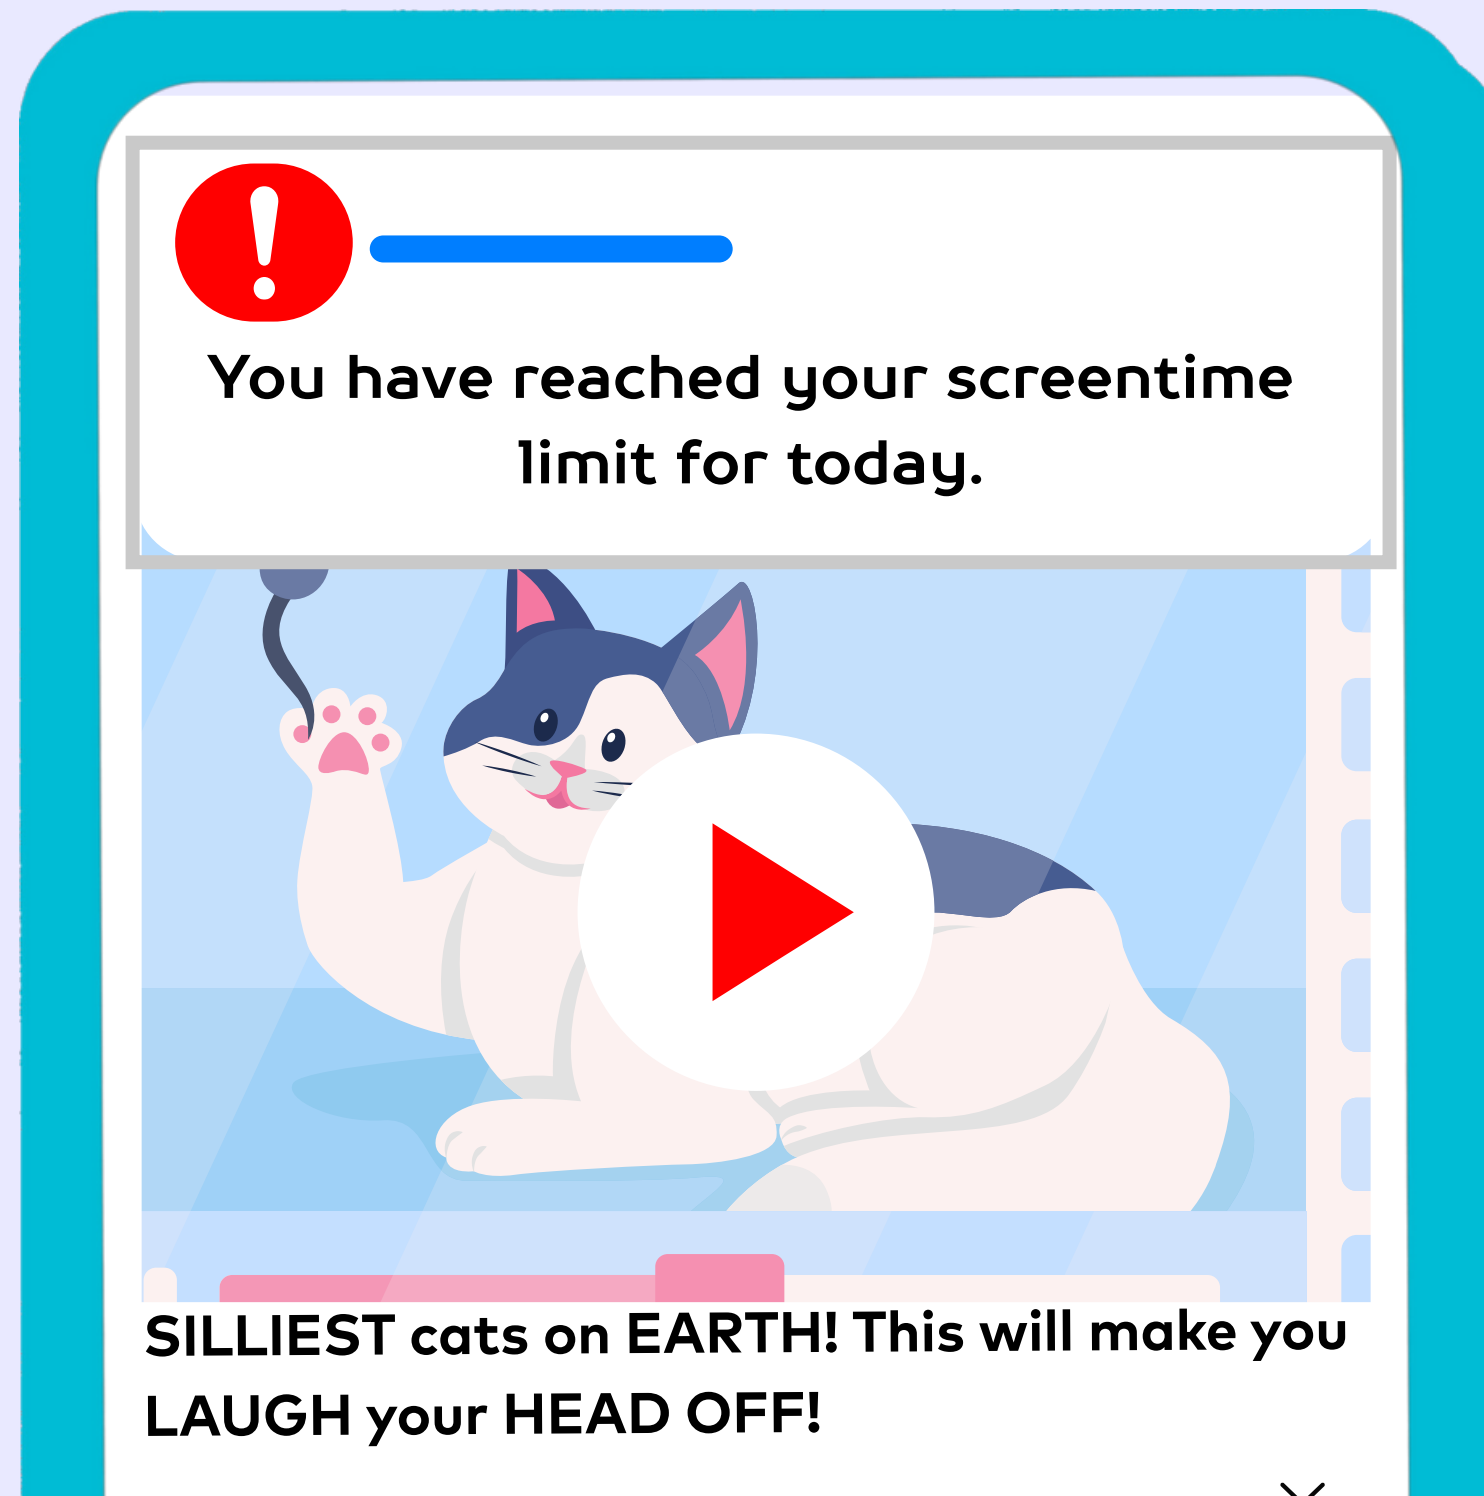 You have reached your screentime
limit for today.
SILLIEST cats on EARTH! This will make you
LAUGH your HEAD OFF!